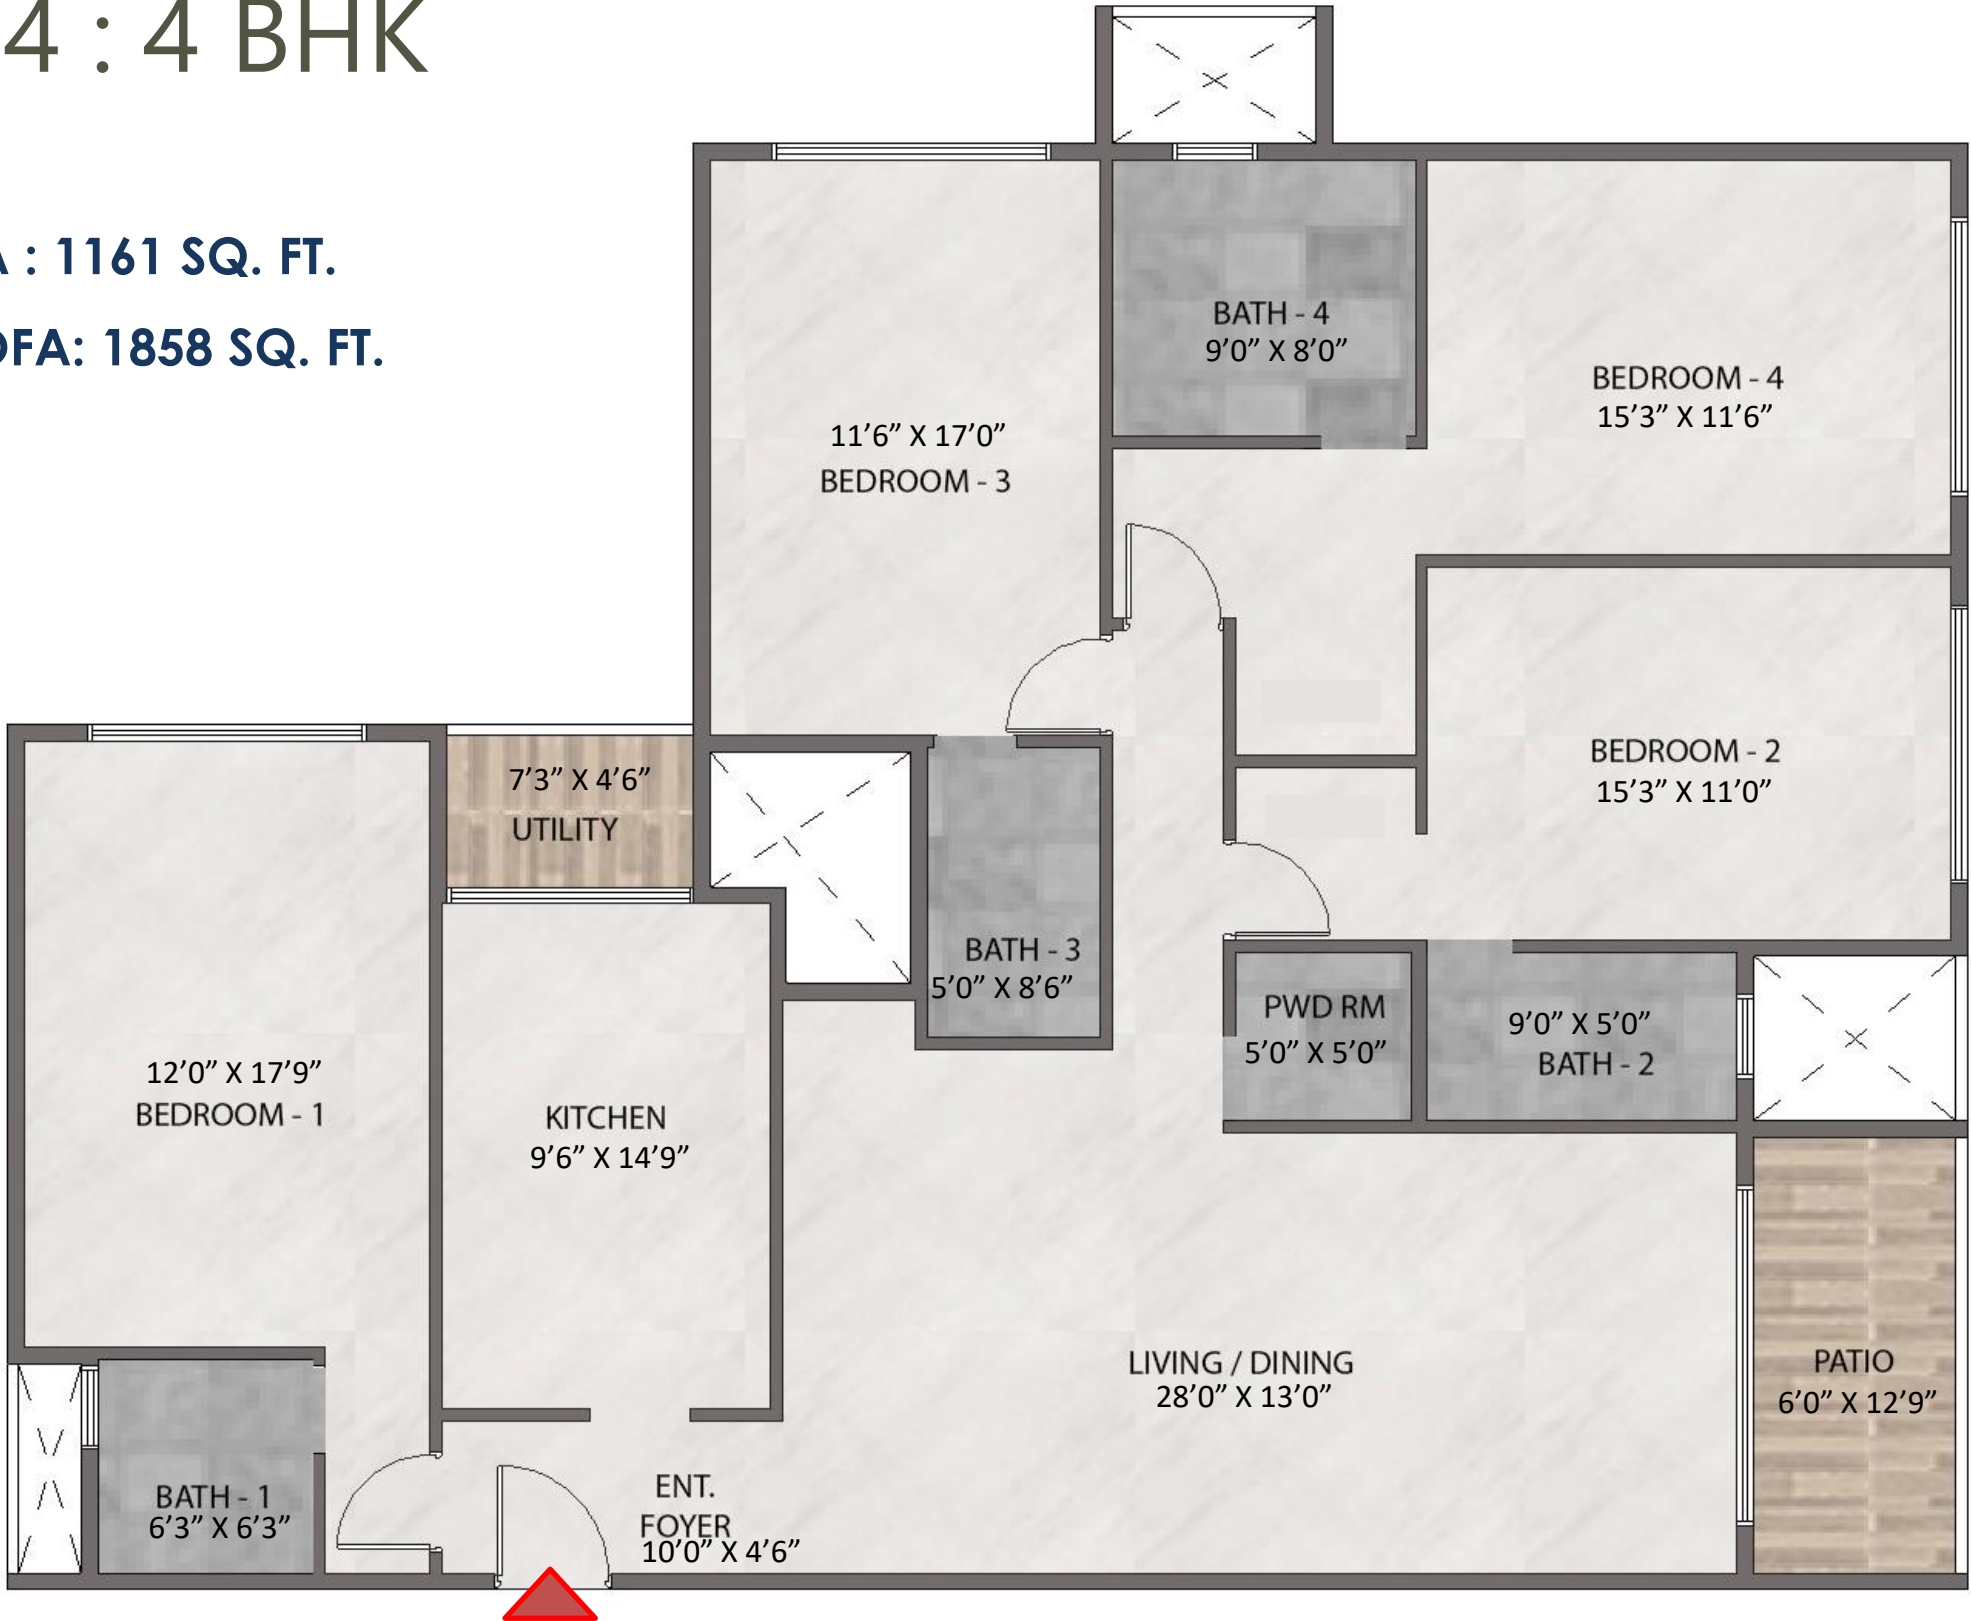 4 : 4 BHK
A : 1161 SQ. FT.
OFA: 1858 SQ. FT.
BATH - 4
9'0” X 8'0”
BEDROOM - 4
15'3” X 11'6”
11'6” X 17'0”
BEDROOM - 3
BEDROOM - 2
15'3” X 11'0”
7'3” X 4'6”
UTILITY
BATH - 3
5'0” X 8'6”
PWD RM
5'0” X 5'0”
9'0” X 5'0”
BATH - 2
12'0” X 17'9”
BEDROOM - 1
KITCHEN
9'6” X 14'9”
LIVING / DINING
28'0” X 13'0”
PATIO
6'0” X 12'9”
BATH - 1
6'3” X 6'3”
ENT.
FOYER
10'0” X 4'6”